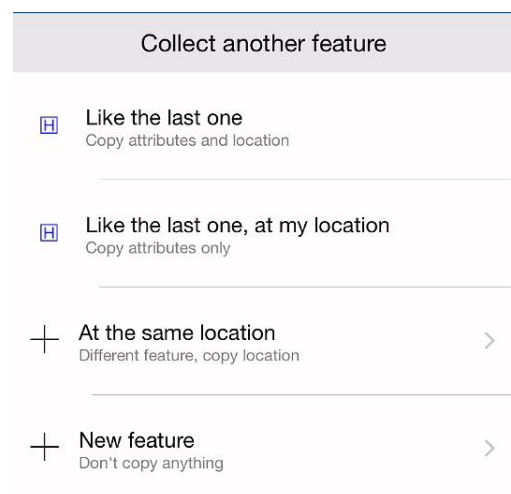 Collect another feature
H Like the last one
Copy attributes and location
H Like the last one, at my location
Copy attributes only
At the same location
Different feature, copy location
New feature
Don't copy anything